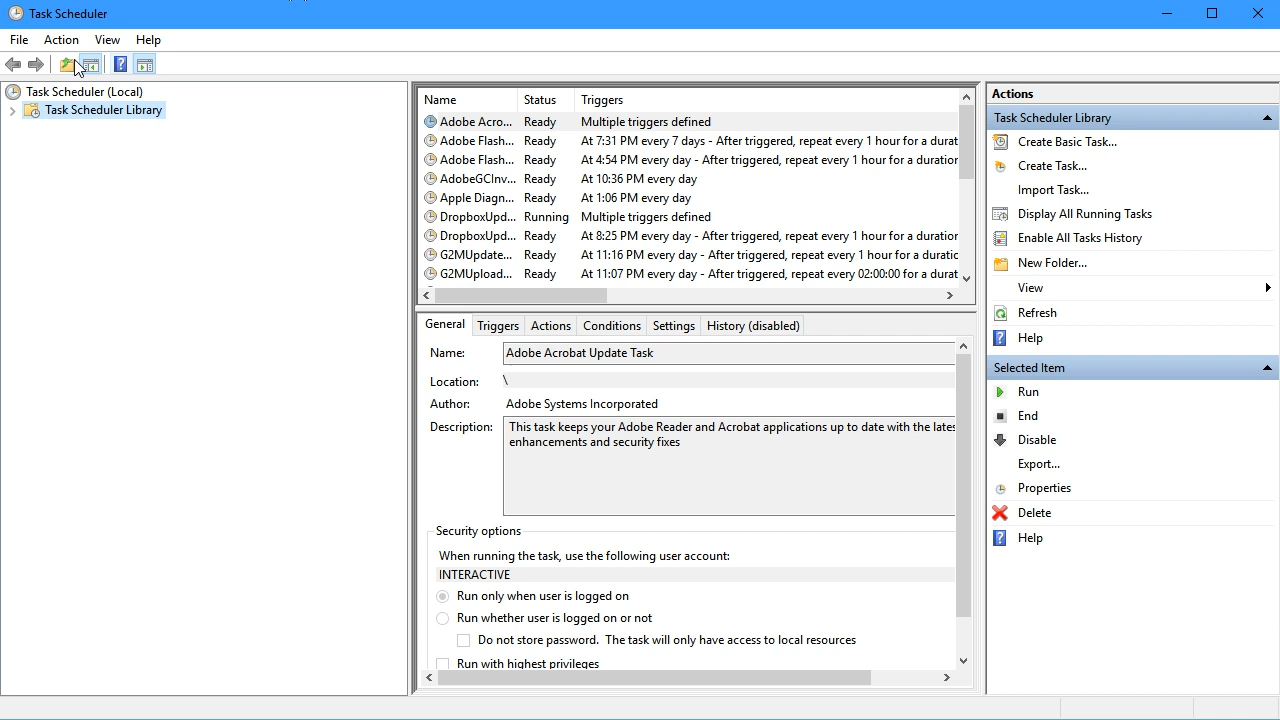 Task Scheduler
File Action View Help
Task Scheduler (Local)
Task Scheduler Library
Name Status Triggers
Adobe Acro... Ready Multiple triggers defined
Adobe Flash... Ready At 7:31 PM every 7 days - After triggered, repeat every 1 hour for a durat
Adobe Flash... Ready At 4:54 PM every day - After triggered, repeat every 1 hour for a duration
AdobeGCInv... Ready At 10:36 PM every day
Apple Diagn... Ready At 1:06 PM every day
DropboxUpd... Running Multiple triggers defined
DropboxUpd... Ready At 8:25 PM every day - After triggered, repeat every 1 hour for a duration
G2MUpdate... Ready At 11:16 PM every day - After triggered, repeat every 1 hour for a duratic
G2MUpload... Ready At 11:07 PM every day - After triggered, repeat every 02:00:00 for a durat
General Triggers Actions Conditions Settings History (disabled)
Name: Adobe Acrobat Update Task
Location: \
Author: Adobe Systems Incorporated
Description: This task keeps your Adobe Reader and Acrobat applications up to date with the lates
enhancements and security fixes
Security options
When running the task, use the following user account:
INTERACTIVE
Run only when user is logged on
Run whether user is logged on or not
Do not store password. The task will only have access to local resources
Run with highest privileges
Actions
Task Scheduler Library
Create Basic Task...
Create Task...
Import Task...
Display All Running Tasks
Enable All Tasks History
New Folder...
View
Refresh
Help
Selected Item
Run
End
Disable
Export...
Properties
Delete
Help